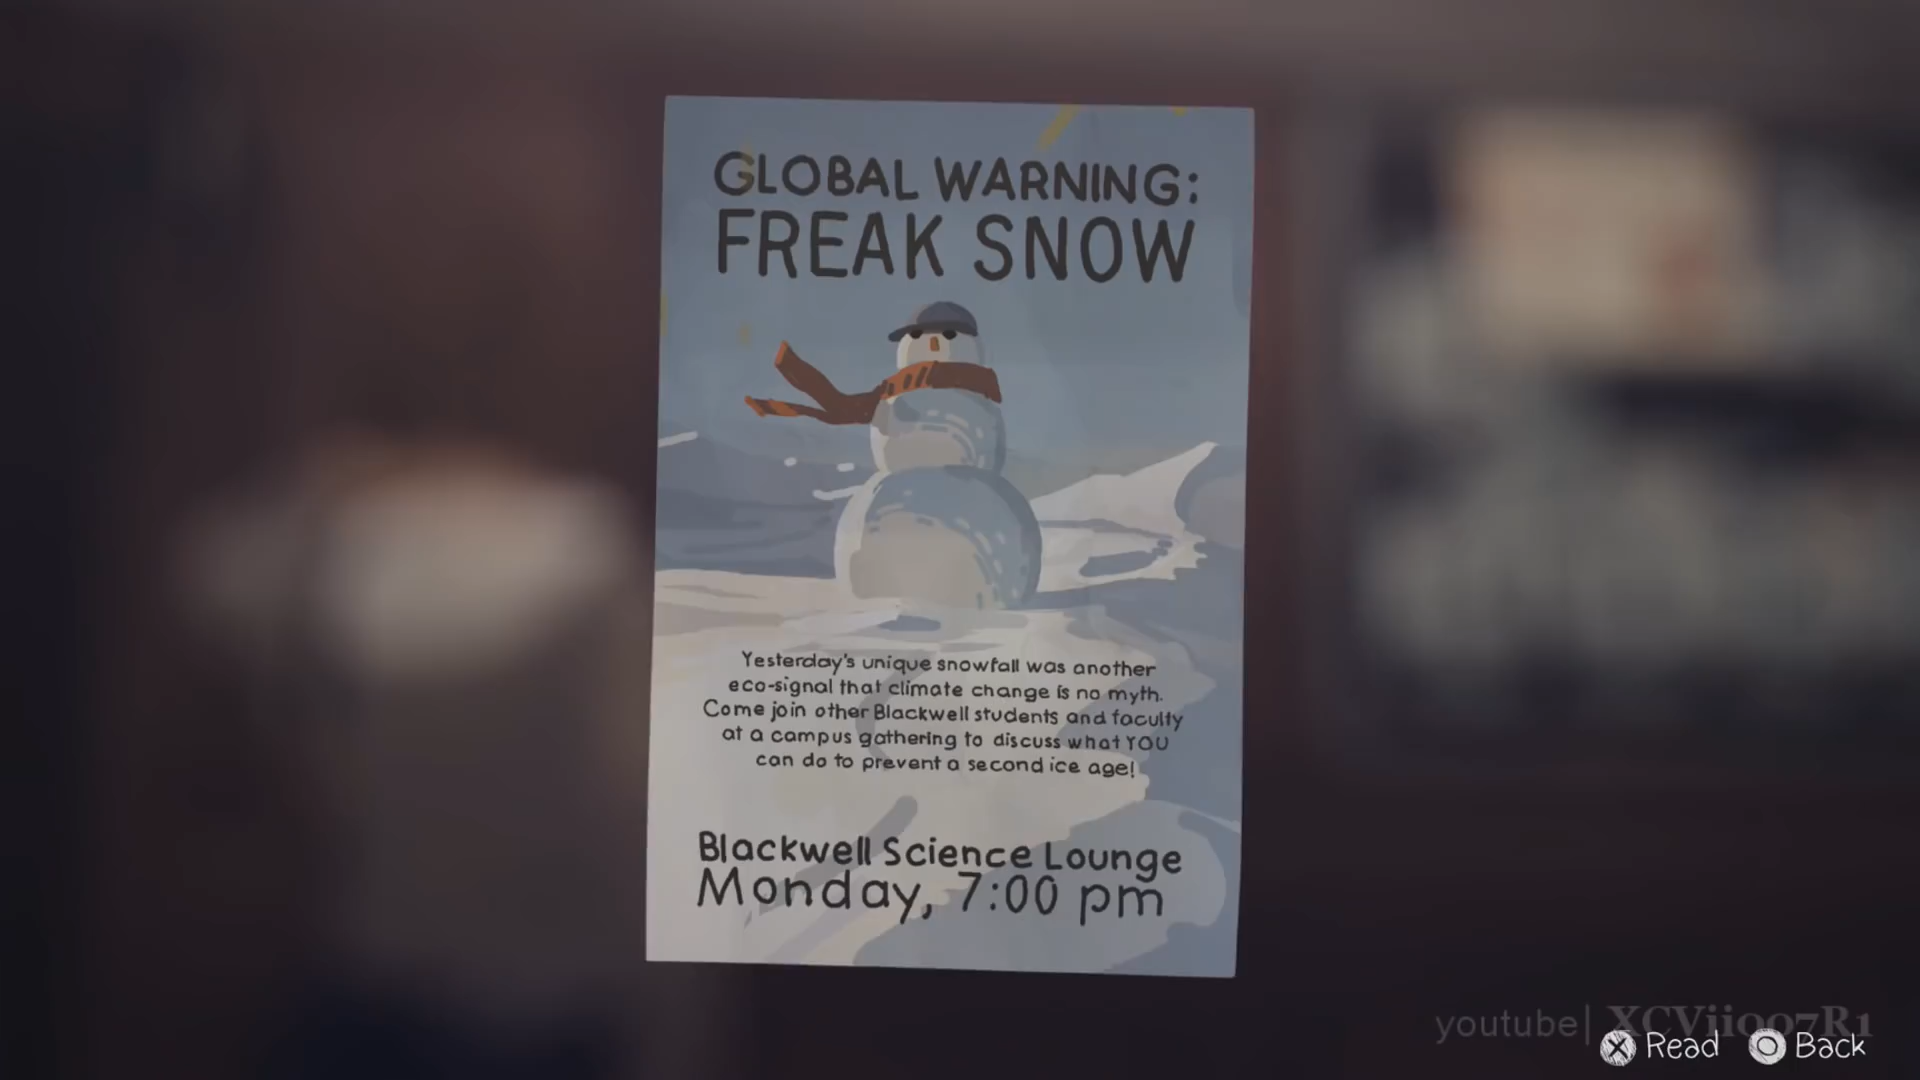 GLOBAL WARNING:
FREAK SNOW
Yesterday's unique snowfall was another
eco-signal that climate change is no myth.
Come join other Blackwell students and faculty
at a campus gathering to discuss what YOU
can do to prevent a second ice age!
Blackwell Science Lounge
Monday, 7:00 pm
youtube| XCVii007R1
Read Back